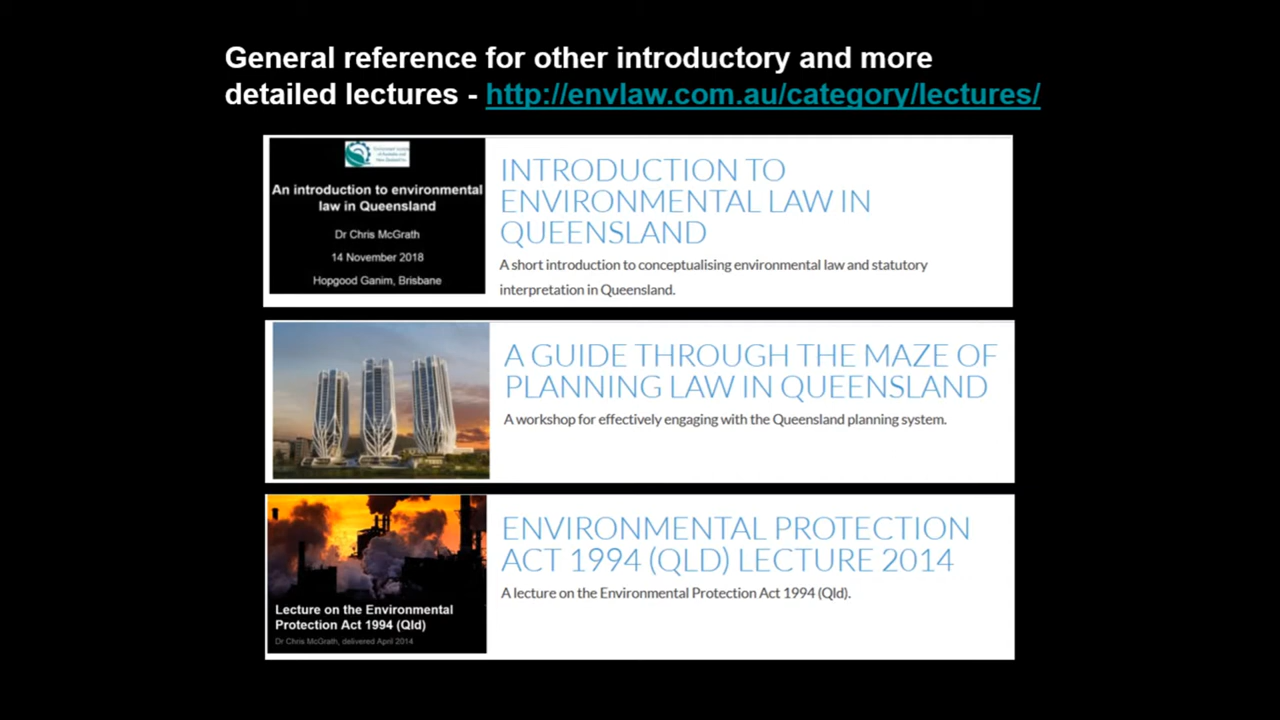 General reference for other introductory and more
detailed lectures - http://envlaw.com.au/category/lectures/
An introduction to environmental
law in Queensland
Dr Chris McGrath
14 November 2018
Hopgood Ganim, Brisbane
INTRODUCTION TO
ENVIRONMENTAL LAW IN
QUEENSLAND
A short introduction to conceptualising environmental law and statutory
interpretation in Queensland.
A GUIDE THROUGH THE MAZE OF
PLANNING LAW IN QUEENSLAND
A workshop for effectively engaging with the Queensland planning system.
Lecture on the Environmental
Protection Act 1994 (Qld)
Dr Chris McGrath, delivered April 2014
ENVIRONMENTAL PROTECTION
ACT 1994 (QLD) LECTURE 2014
A lecture on the Environmental Protection Act 1994 (Qld).